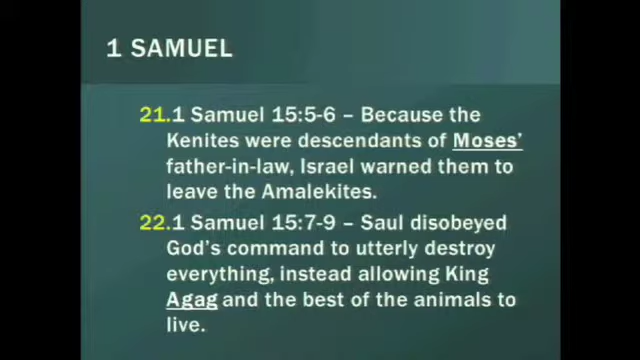 1 SAMUEL
21.1 Samuel 15:5-6 – Because the
Kenites were descendants of Moses’
father-in-law, Israel warned them to
leave the Amalekites.
22.1 Samuel 15:7-9 – Saul disobeyed
God’s command to utterly destroy
everything, instead allowing King
Agag and the best of the animals to
live.